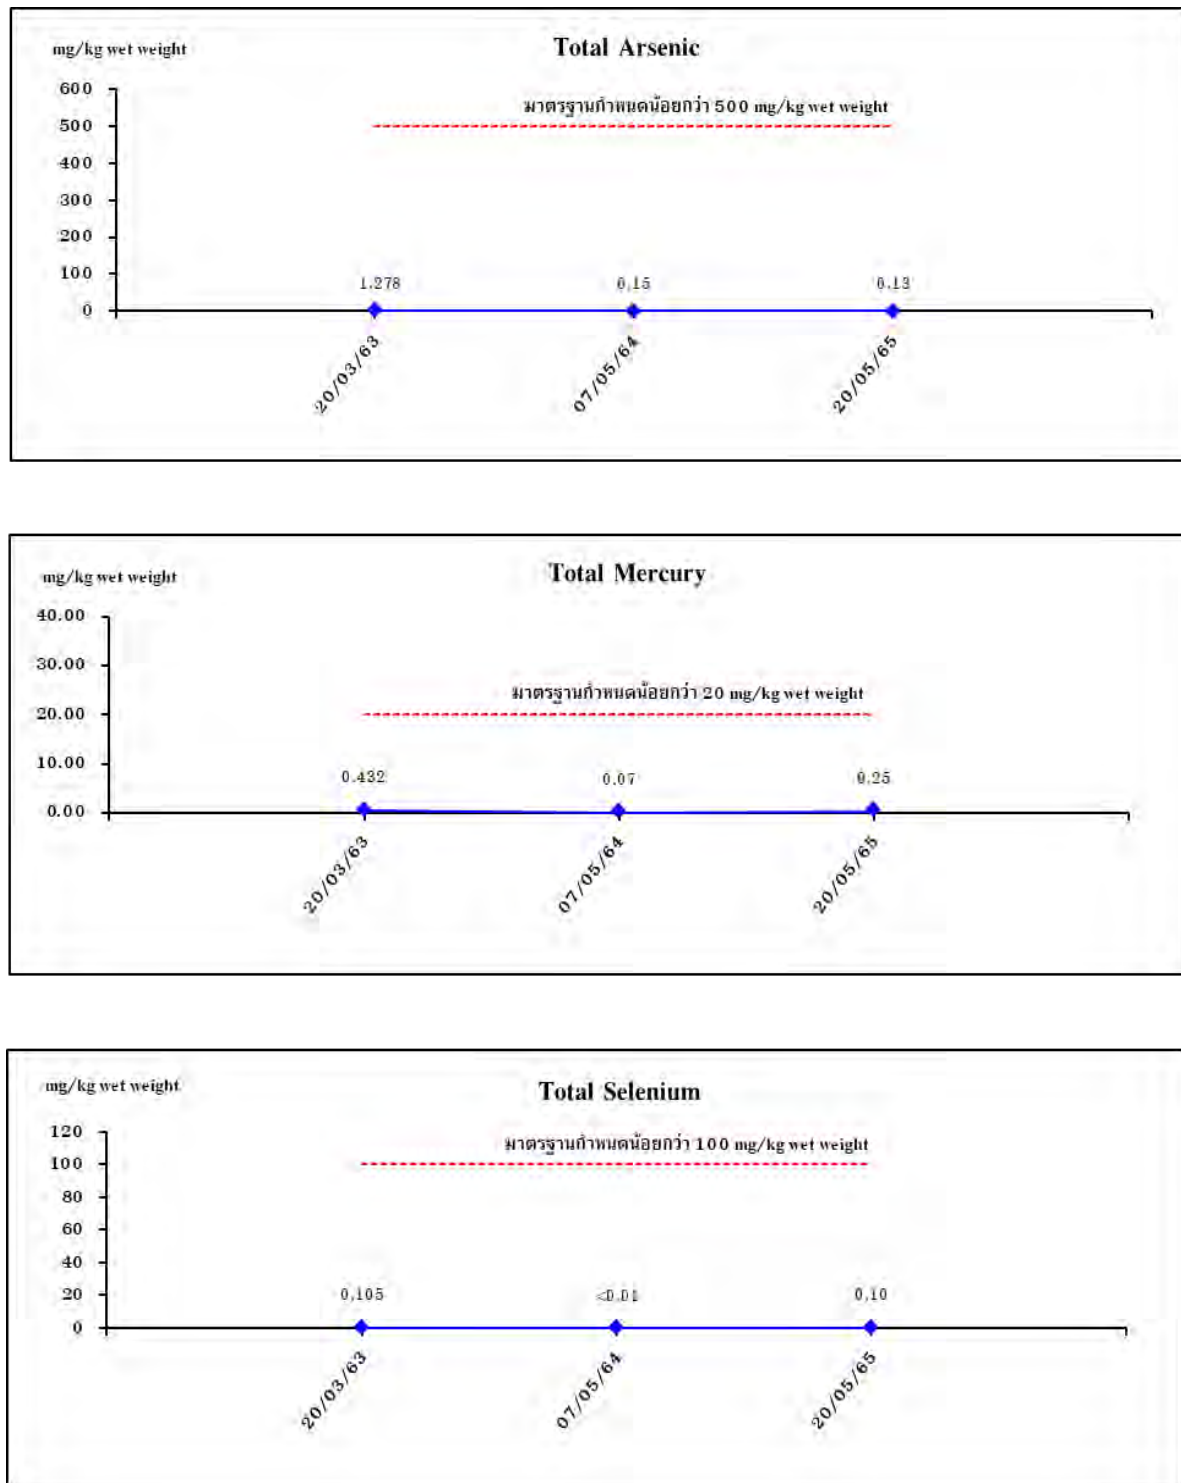 Total Arsenic
mg/kg wet weight
600
มาตรฐานกำหนดน้อยกว่า 500 mg/kg wet weight
500
400
300
200
100
1.278 0.15 0.13
0
20/03/63 07/05/64 20/05/65
Total Mercury
mg/kg wet weight
40.00
30.00
มาตรฐานกำหนดน้อยกว่า 20 mg/kg wet weight
20.00
10.00
0.432 0.07 0.25
0.00
20/03/63 07/05/64 20/05/65
mg/kg wet weight
Total Selenium
120
มาตรฐานกำหนดน้อยกว่า 100 mg/kg wet weight
100
80
60
40
20
0.105 <0.01 0.10
0
20/03/63 07/05/64 20/05/65